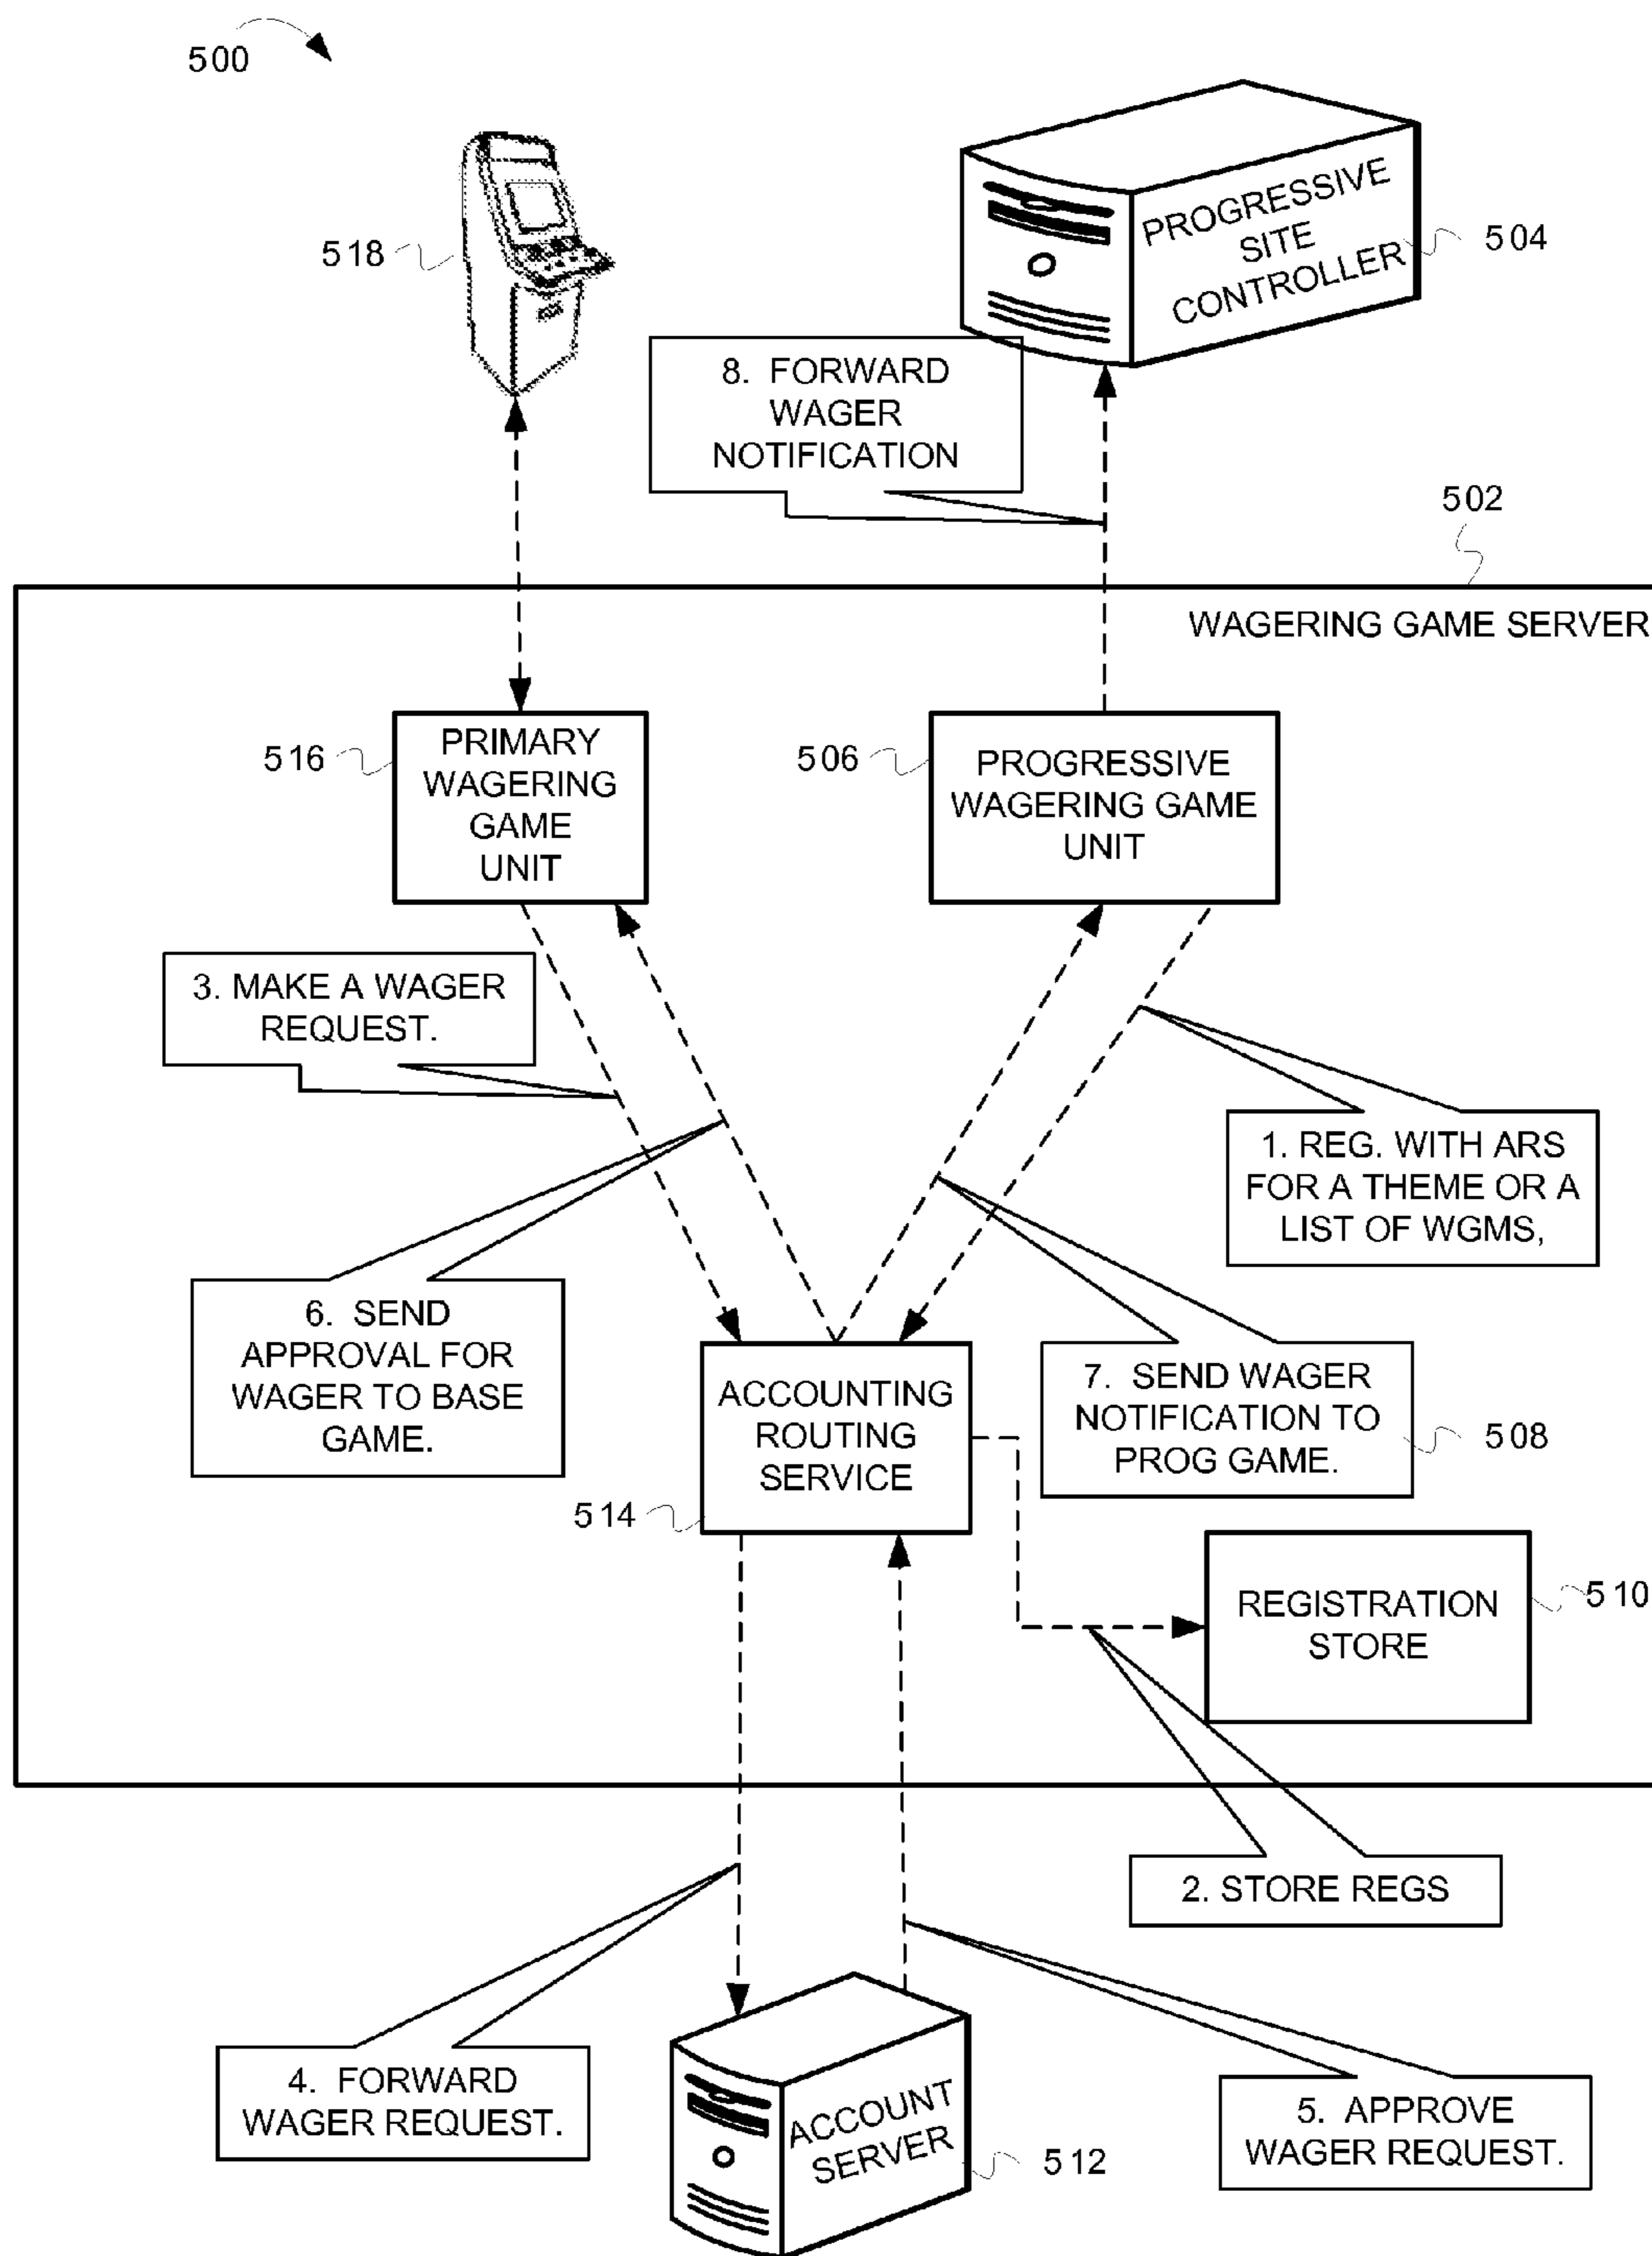 500
518
PROGRESSIVE
SITE
CONTROLLER
504
8. FORWARD
WAGER
NOTIFICATION
502
WAGERING GAME SERVER
516
PRIMARY
WAGERING
GAME
UNIT
506
PROGRESSIVE
WAGERING GAME
UNIT
3. MAKE A WAGER
REQUEST.
1. REG. WITH ARS
FOR A THEME OR A
LIST OF WGMS,
6. SEND
APPROVAL FOR
WAGER TO BASE
GAME.
ACCOUNTING
ROUTING
SERVICE
514
7. SEND WAGER
NOTIFICATION TO
PROG GAME.
508
REGISTRATION
STORE
510
2. STORE REGS
4. FORWARD
WAGER REQUEST.
ACCOUNT
SERVER
512
5. APPROVE
WAGER REQUEST.